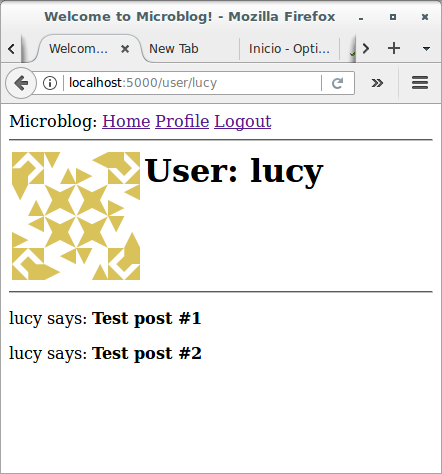 Welcome to Microblog! - Mozilla Firefox
Welcom... New Tab Inicio - Opti...
localhost:5000/user/lucy
Microblog: Home Profile Logout
User: lucy
lucy says: Test post #1
lucy says: Test post #2